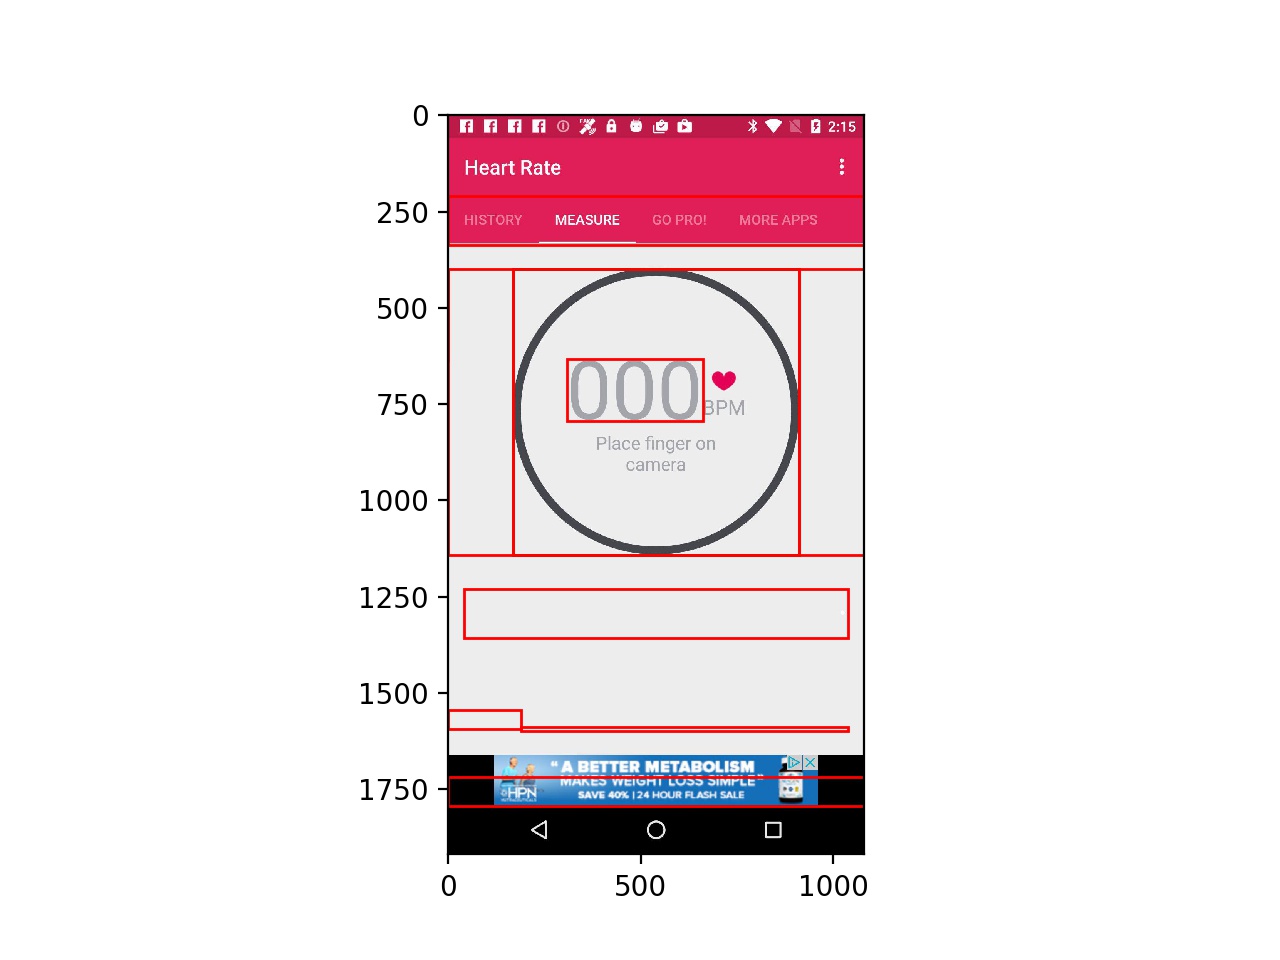 0
2:15
Heart Rate
250
HISTORY MEASURE GO PRO! MORE APPS
500
000
750
BPM
Place finger on
camera
1000
1250
1500
“A BETTER METABOLISM
MAKES WEIGHT LOSS SIMPLE”
HPN
SAVE 40% | 24 HOUR FLASH SALE
1750
0 500 1000